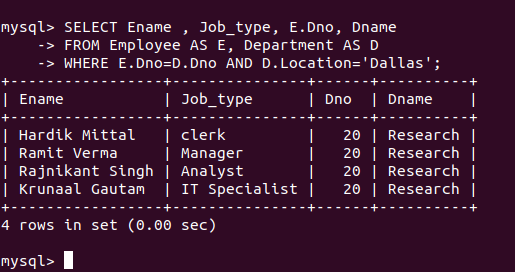 mysql> SELECT Ename , Job_type, E.Dno, Dname
    -> FROM Employee AS E, Department AS D
    -> WHERE E.Dno=D.Dno AND D.Location='Dallas';
+-----------------+---------------+------+----------+
| Ename           | Job_type      | Dno  | Dname    |
+-----------------+---------------+------+----------+
| Hardik Mittal   | clerk         |   20 | Research |
| Ramit Verma     | Manager       |   20 | Research |
| Rajnikant Singh | Analyst       |   20 | Research |
| Krunaal Gautam  | IT Specialist |   20 | Research |
+-----------------+---------------+------+----------+
4 rows in set (0.00 sec)
mysql>